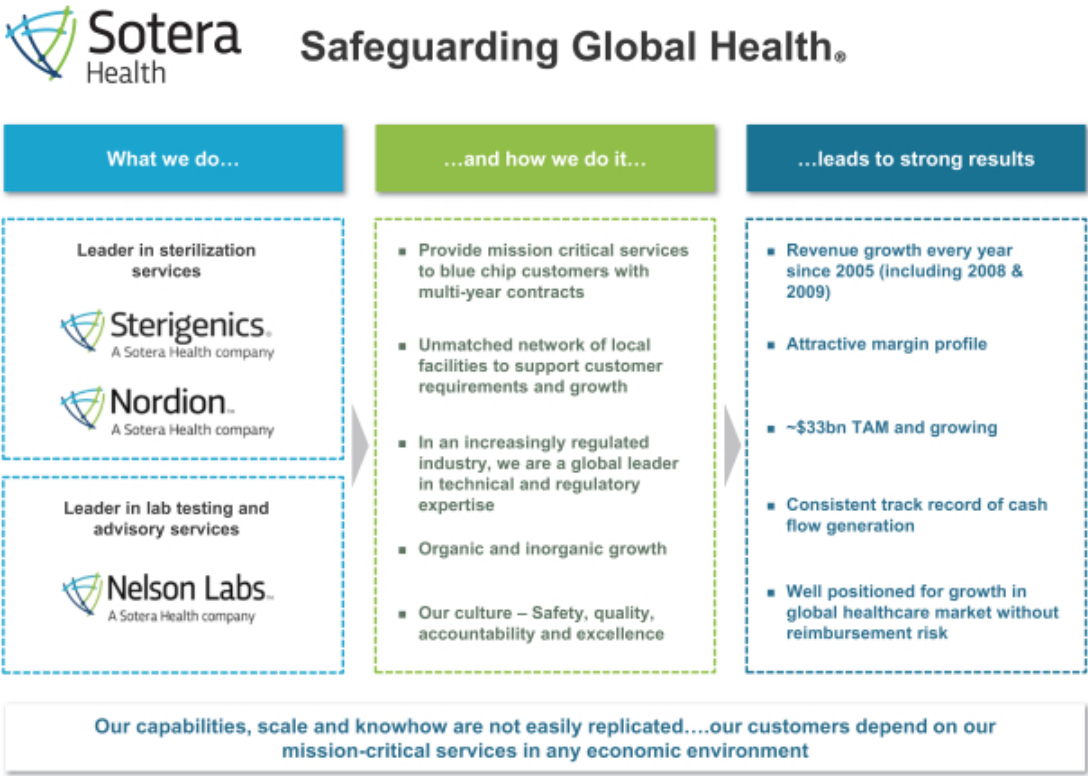 Sotera
Health
Safeguarding Global Health®
What we do…
Leader in sterilization
services
Sterigenics®
A Sotera Health company
Nordion™
A Sotera Health company
Leader in lab testing and
advisory services
Nelson Labs™
A Sotera Health company
…and how we do it…
▪ Provide mission critical services
to blue chip customers with
multi-year contracts
▪ Unmatched network of local
facilities to support customer
requirements and growth
▪ In an increasingly regulated
industry, we are a global leader
in technical and regulatory
expertise
▪ Organic and inorganic growth
▪ Our culture – Safety, quality,
accountability and excellence
…leads to strong results
▪ Revenue growth every year
since 2005 (including 2008 &
2009)
▪ Attractive margin profile
▪ ~$33bn TAM and growing
▪ Consistent track record of cash
flow generation
▪ Well positioned for growth in
global healthcare market without
reimbursement risk
Our capabilities, scale and knowhow are not easily replicated….our customers depend on our
mission-critical services in any economic environment